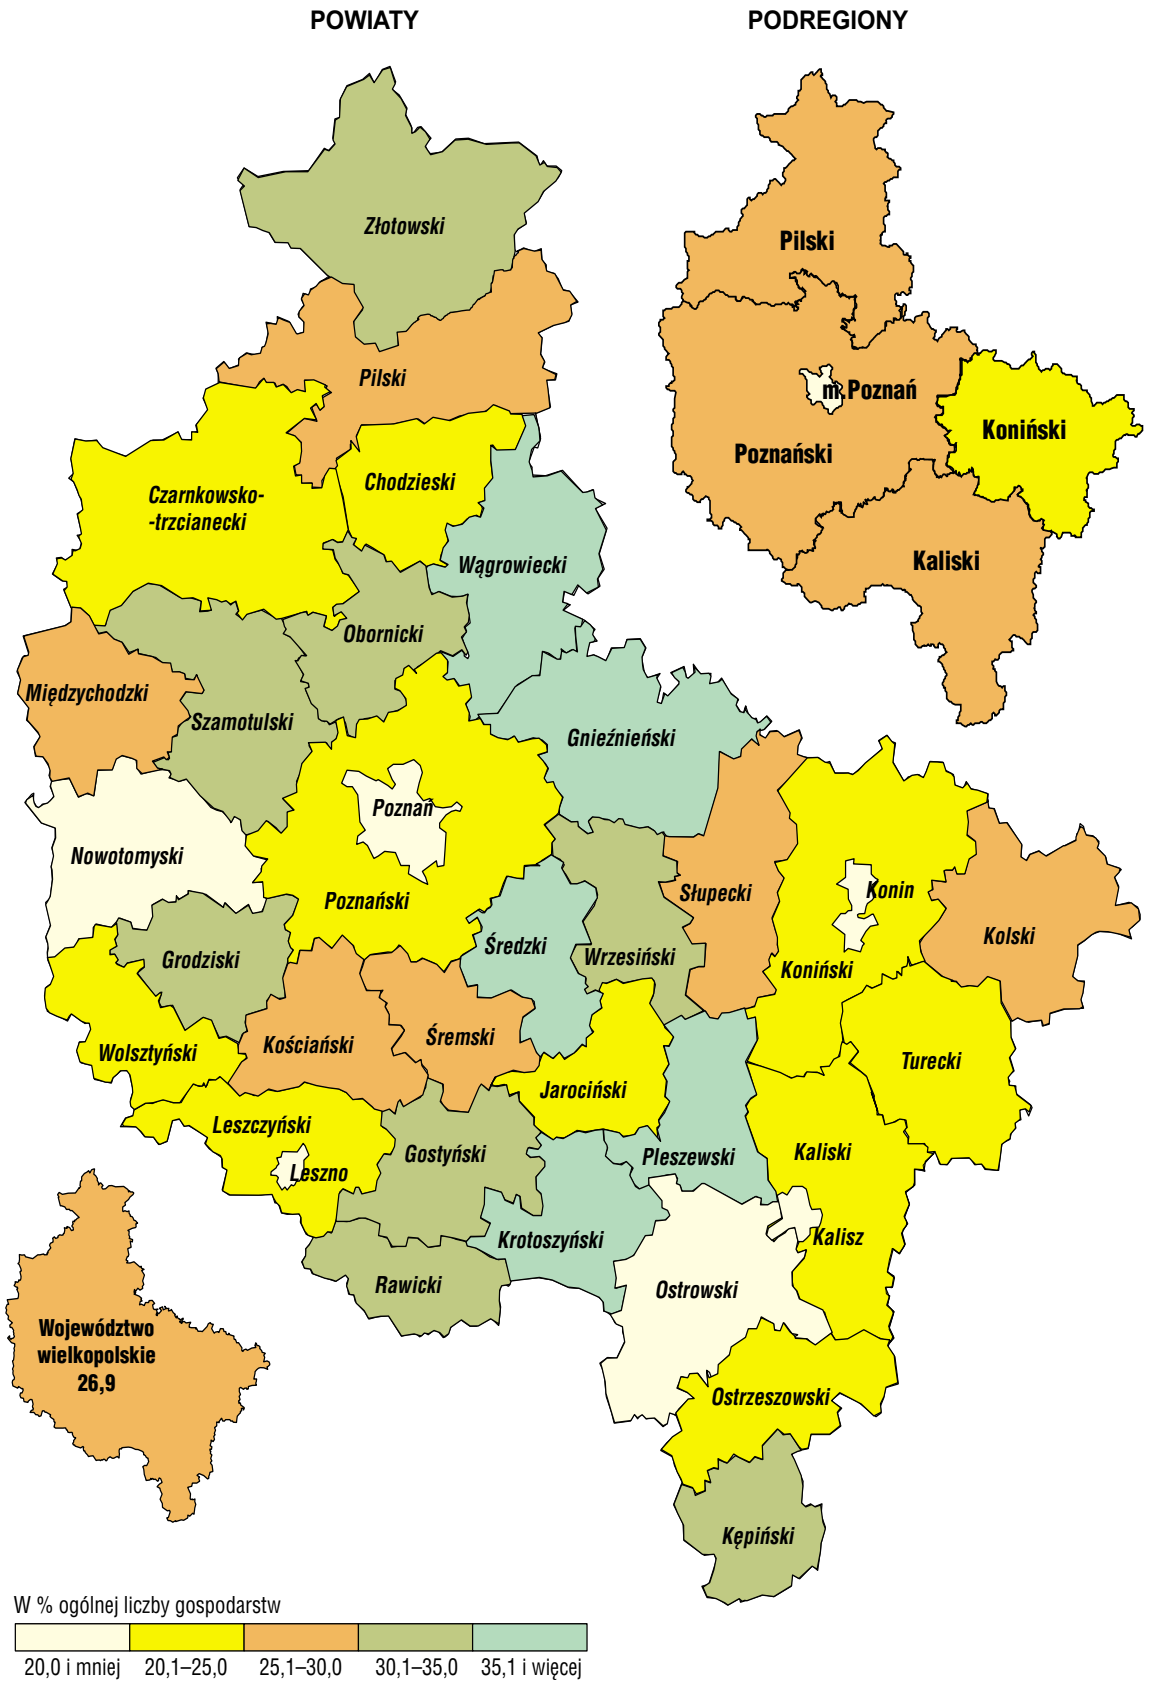 POWIATY
PODREGIONY
Złotowski
Pilski
Pilski
Chodzieski
Czarnkowsko-
-trzcianecki
m.Poznań
Koniński
Poznański
Wągrowiecki
Kaliski
Obornicki
Międzychodzki
Szamotulski
Gnieźnieński
Poznań
Nowotomyski
Poznański
Słupecki
Konin
Kolski
Grodziski
Średzki
Wrzesiński
Koniński
Wolsztyński
Kościański
Śremski
Jarociński
Turecki
Leszczyński
Leszno
Gostyński
Pleszewski
Kaliski
Krotoszyński
Kalisz
Rawicki
Ostrowski
Województwo
wielkopolskie
26,9
Ostrzeszowski
Kępiński
W % ogólnej liczby gospodarstw
20,0 i mniej 20,1–25,0 25,1–30,0 30,1–35,0 35,1 i więcej